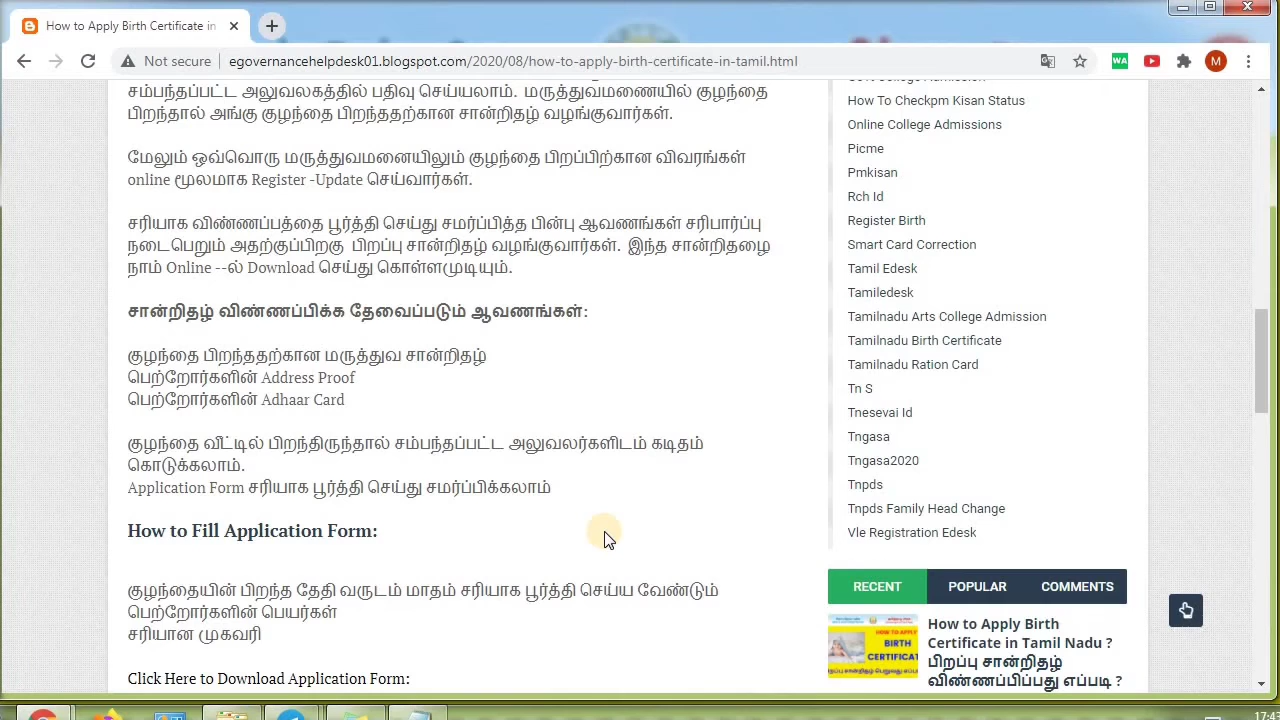 How to Apply Birth Certificate in
Not secure
egovernancehelpdesk01.blogspot.com/2020/08/how-to-apply-birth-certificate-in-tamil.html
WA
M
சம்பந்தப்பட்ட அலுவலகத்தில் பதிவு செய்யலாம். மருத்துவமணையில் குழந்தை
பிறந்தால் அங்கு குழந்தை பிறந்ததற்கான சான்றிதழ் வழங்குவார்கள்.
மேலும் ஒவ்வொரு மருத்துவமனையிலும் குழந்தை பிறப்பிற்கான விவரங்கள்
online மூலமாக Register -Update செய்வார்கள்.
சரியாக விண்ணப்பத்தை பூர்த்தி செய்து சமர்ப்பித்த பின்பு ஆவணங்கள் சரிபார்ப்பு
நடைபெறும் அதற்குப்பிறகு பிறப்பு சான்றிதழ் வழங்குவார்கள். இந்த சான்றிதழை
நாம் Online --ல் Download செய்து கொள்ளமுடியும்.
சான்றிதழ் விண்ணப்பிக்க தேவைப்படும் ஆவணங்கள்:
குழந்தை பிறந்ததற்கான மருத்துவ சான்றிதழ்
பெற்றோர்களின் Address Proof
பெற்றோர்களின் Adhaar Card
குழந்தை வீட்டில் பிறந்திருந்தால் சம்பந்தப்பட்ட அலுவலர்களிடம் கடிதம்
கொடுக்கலாம்.
Application Form சரியாக பூர்த்தி செய்து சமர்ப்பிக்கலாம்
How to Fill Application Form:
குழந்தையின் பிறந்த தேதி வருடம் மாதம் சரியாக பூர்த்தி செய்ய வேண்டும்
பெற்றோர்களின் பெயர்கள்
சரியான முகவரி
Click Here to Download Application Form:
How To Checkpm Kisan Status
Online College Admissions
Picme
Pmkisan
Rch Id
Register Birth
Smart Card Correction
Tamil Edesk
Tamiledesk
Tamilnadu Arts College Admission
Tamilnadu Birth Certificate
Tamilnadu Ration Card
Tn S
Tnesevai Id
Tngasa
Tngasa2020
Tnpds
Tnpds Family Head Change
Vle Registration Edesk
RECENT POPULAR COMMENTS
HOW TO APPLY
BIRTH
CERTIFICAT
How to Apply Birth
Certificate in Tamil Nadu ?
பிறப்பு சான்றிதழ்
விண்ணப்பிப்பது எப்படி ?